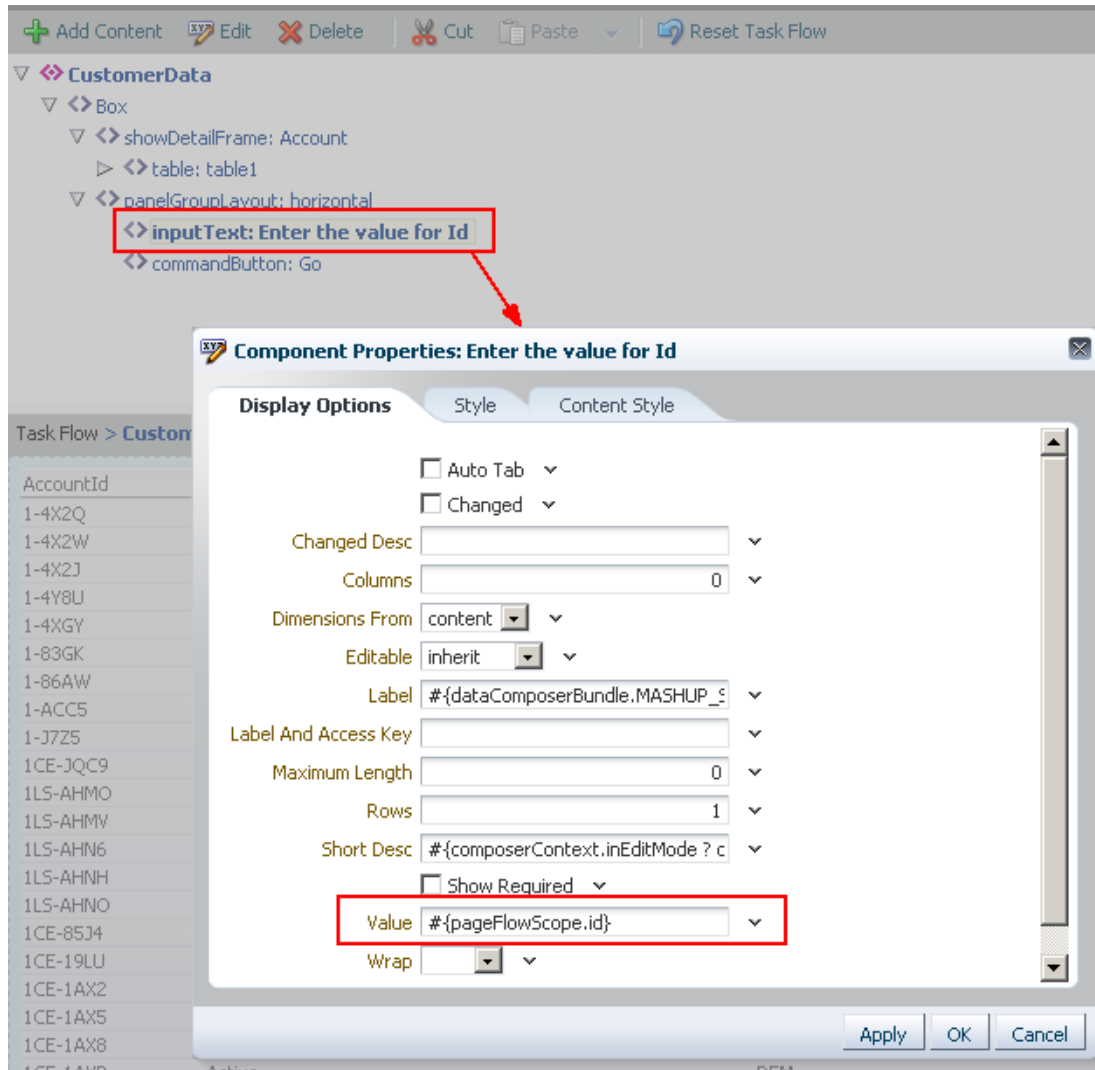 Add Content Edit Delete Cut Paste Reset Task Flow
CustomerData
Box
showDetailFrame: Account
table: table1
panelGroupLayout: horizontal
inputText: Enter the value for Id
commandButton: Go
Component Properties: Enter the value for Id
Display Options Style Content Style
Task Flow > Custom
AccountId
Auto Tab
1-4X2Q
Changed
1-4X2W
Changed Desc
1-4X2J
Columns 0
1-4Y8U
Dimensions From content
1-4XGY
1-83GK
Editable inherit
1-86AW
Label #{dataComposerBundle.MASHUP_S
1-ACC5
1-J7Z5
Label And Access Key
1CE-JQC9
Maximum Length 0
1LS-AHMO
Rows 1
1LS-AHMV
1LS-AHN6
Short Desc #{composerContext.inEditMode ? c
1LS-AHNH
Show Required
1LS-AHNO
Value #{pageFlowScope.id}
1CE-85J4
1CE-19LU
Wrap
1CE-1AX2
1CE-1AX5
Apply OK Cancel
1CE-1AX8